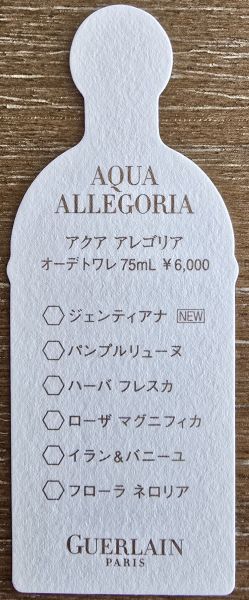 AQUA
ALLEGORIA
アクア アレゴリア
オーデトワレ 75mL ¥6,000
ジェンティアナ NEW
パンプルリューヌ
ハーバ フレスカ
ローザ マグニフィカ
イラン&バニーユ
フローラ ネロリア
GUERLAIN
PARIS